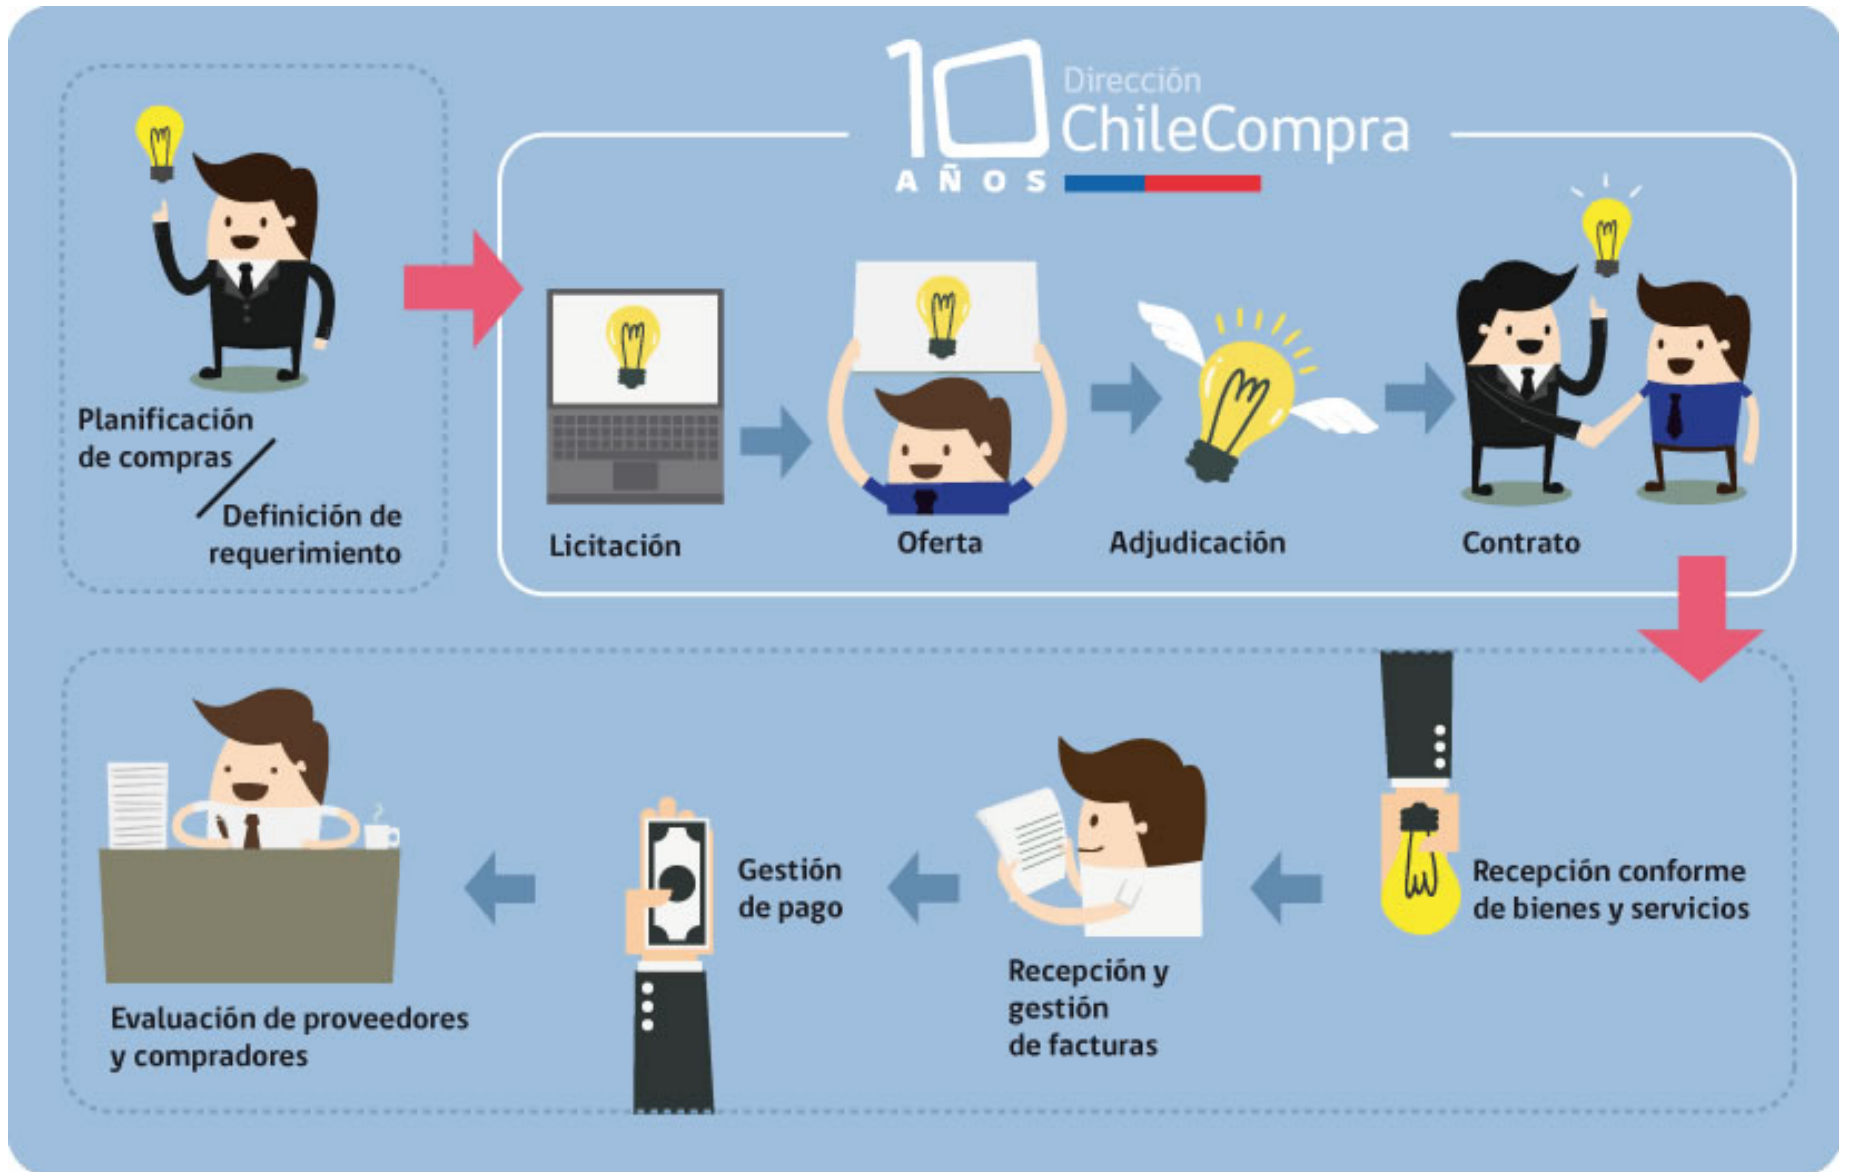 10
AÑOS
Dirección
ChileCompra
Planificación
de compras
Definición de
requerimiento
Licitación
Oferta
Adjudicación
Contrato
Recepción conforme
de bienes y servicios
Recepción y
gestión
de facturas
Gestión
de pago
Evaluación de proveedores
y compradores